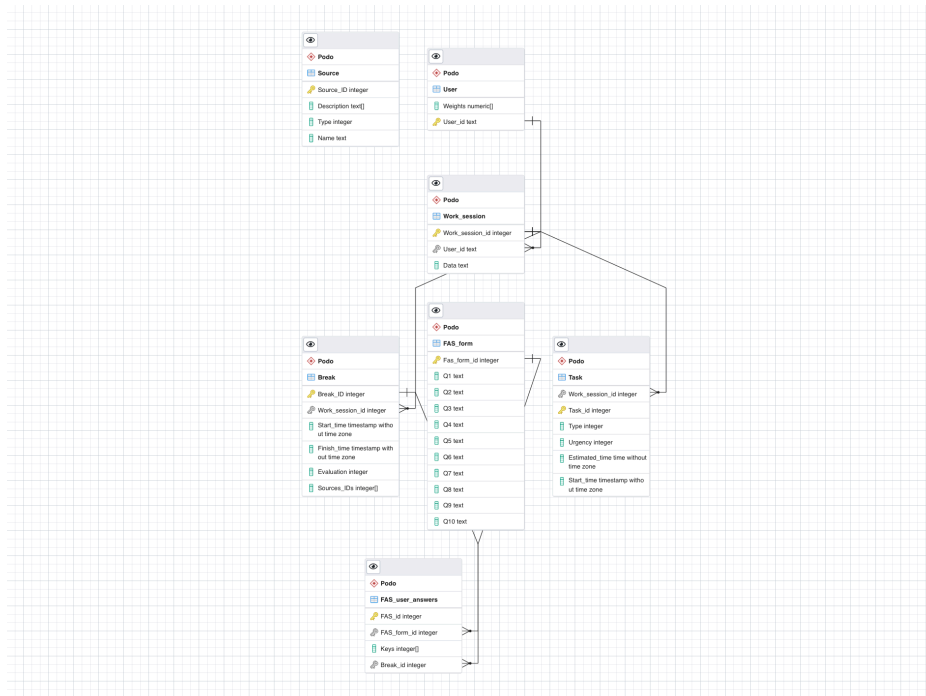 Podo
Source
Source_ID integer
Description text[]
Type integer
Name text
Podo
User
Weights numeric[]
User_id text
Podo
Work_session
Work_session_id integer
User_id text
Data text
Podo
FAS_form
Fas_form_id integer
Q1 text
Q2 text
Q3 text
Q4 text
Q5 text
Q6 text
Q7 text
Q8 text
Q9 text
Q10 text
Podo
Break
Break_ID integer
Work_session_id integer
Start_time timestamp witho
ut time zone
Finish_time timestamp with
out time zone
Evaluation integer
Sources_IDs integer[]
Podo
Task
Work_session_id integer
Task_id integer
Type integer
Urgency integer
Estimated_time time without
time zone
Start_time timestamp witho
ut time zone
Podo
FAS_user_answers
FAS_id integer
FAS_form_id integer
Keys integer[]
Break_id integer